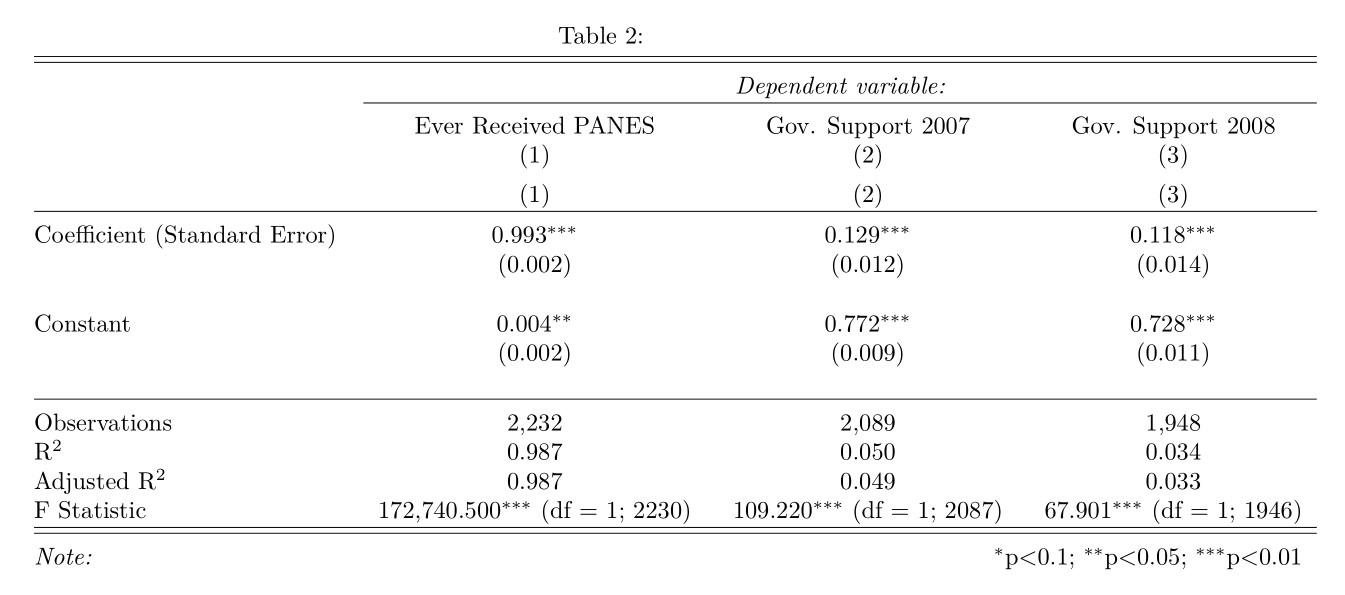 Table 2:
Dependent variable:
Ever Received PANES Gov. Support 2007 Gov. Support 2008
(1) (2) (3)
(1) (2) (3)
Coefficient (Standard Error) 0.993*** 0.129*** 0.118***
(0.002) (0.012) (0.014)
Constant 0.004** 0.772*** 0.728***
(0.002) (0.009) (0.011)
Observations 2,232 2,089 1,948
R² 0.987 0.050 0.034
Adjusted R² 0.987 0.049 0.033
F Statistic 172,740.500*** (df = 1; 2230) 109.220*** (df = 1; 2087) 67.901*** (df = 1; 1946)
Note: *p<0.1; **p<0.05; ***p<0.01